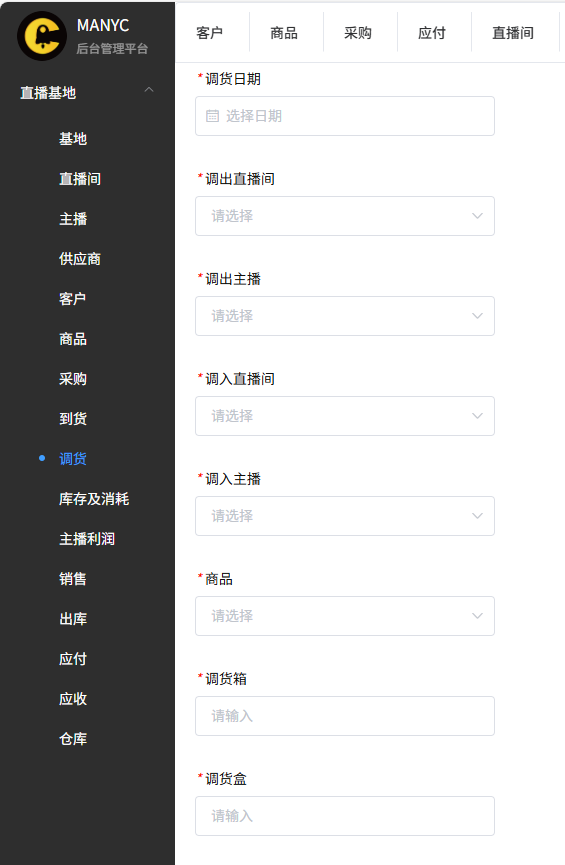 MANYC
后台管理平台
直播基地
基地
直播间
主播
供应商
客户
商品
采购
到货
调货
库存及消耗
主播利润
销售
出库
应付
应收
仓库
客户
商品
采购
应付
直播间
*调货日期
选择日期
*调出直播间
请选择
*调出主播
请选择
*调入直播间
请选择
*调入主播
请选择
*商品
请选择
*调货箱
请输入
*调货盒
请输入